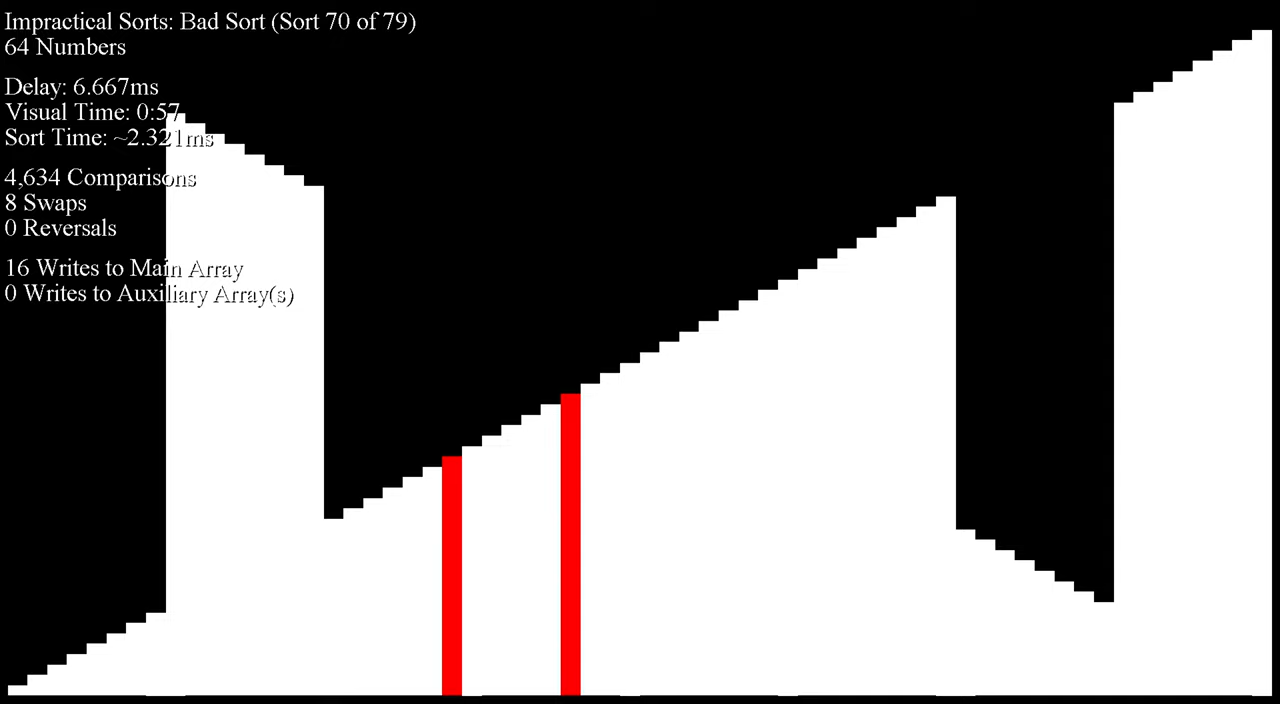 Impractical Sorts: Bad Sort (Sort 70 of 79)
64 Numbers
Delay: 6.667ms
Visual Time: 0:57
Sort Time: ~2.321ms
4,634 Comparisons
8 Swaps
0 Reversals
16 Writes to Main Array
0 Writes to Auxiliary Array(s)